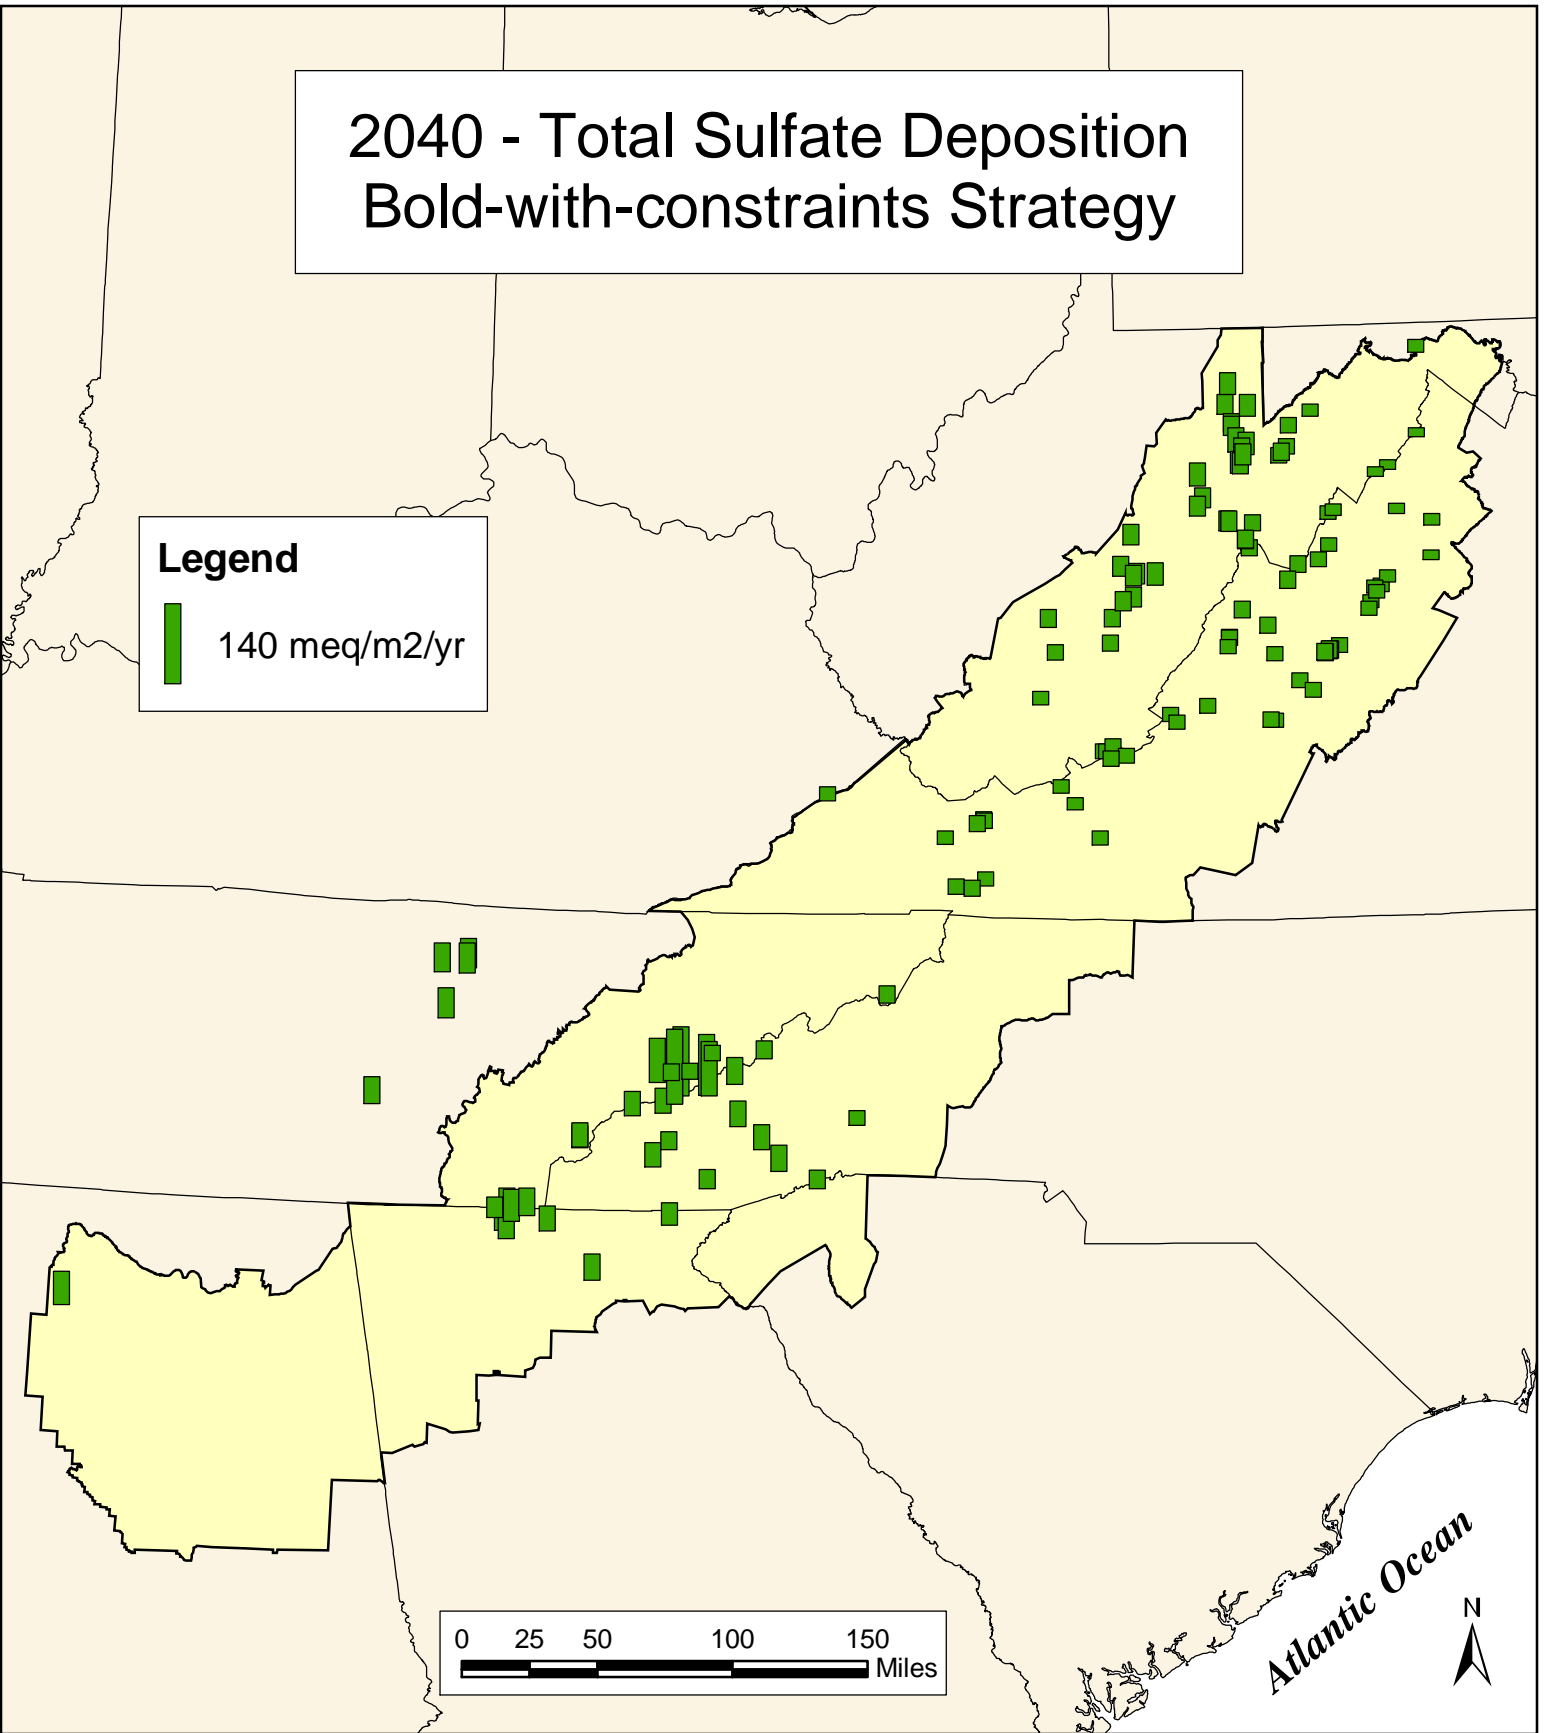 2040 - Total Sulfate Deposition
Bold-with-constraints Strategy
Legend
140 meq/m2/yr
0 25 50 100 150
Miles
Atlantic Ocean
N